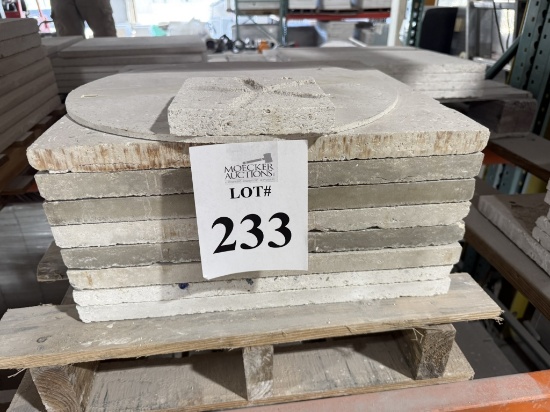 MOECKER
AUCTIONS
LOT#
233